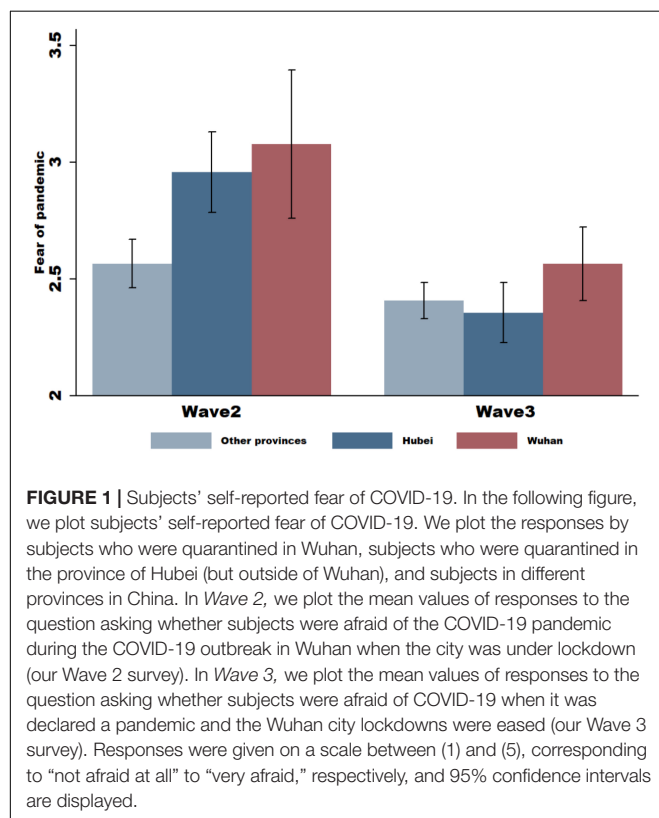 3.5
3
2.5
2
Fear of pandemic
Wave2 Wave3
Other provinces Hubei Wuhan
FIGURE 1 | Subjects’ self-reported fear of COVID-19. In the following figure,
we plot subjects’ self-reported fear of COVID-19. We plot the responses by
subjects who were quarantined in Wuhan, subjects who were quarantined in
the province of Hubei (but outside of Wuhan), and subjects in different
provinces in China. In Wave 2, we plot the mean values of responses to the
question asking whether subjects were afraid of the COVID-19 pandemic
during the COVID-19 outbreak in Wuhan when the city was under lockdown
(our Wave 2 survey). In Wave 3, we plot the mean values of responses to the
question asking whether subjects were afraid of COVID-19 when it was
declared a pandemic and the Wuhan city lockdowns were eased (our Wave 3
survey). Responses were given on a scale between (1) and (5), corresponding
to “not afraid at all” to “very afraid,” respectively, and 95% confidence intervals
are displayed.